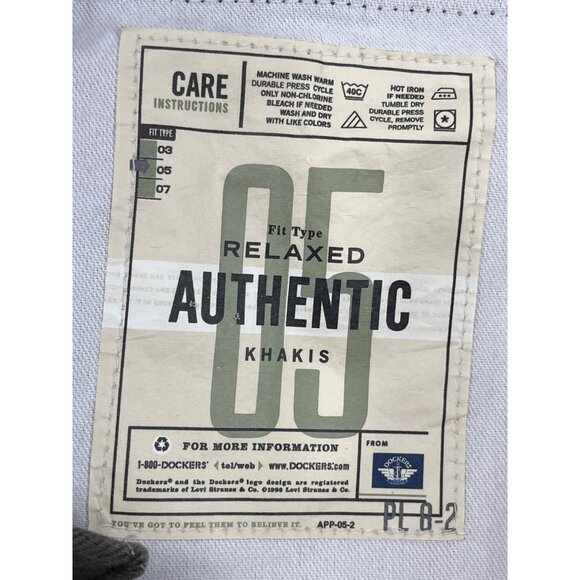 CARE
INSTRUCTIONS
MACHINE WASH WARM
DURABLE PRESS CYCLE
ONLY NON-CHLORINE
BLEACH IF NEEDED
WASH AND DRY
WITH LIKE COLORS
40C
HOT IRON
IF NEEDED
TUMBLE DRY
DURABLE PRESS
CYCLE, REMOVE
PROMPTLY
FIT TYPE
03
05
07
05
Fit Type
RELAXED
AUTHENTIC
KHAKIS
FOR MORE INFORMATION
1-800-DOCKERS® tel/web www.DOCKERS.com
Dockers® and the Dockers® logo design are registered
trademarks of Levi Strauss & Co. ©1996 Levi Strauss & Co.
FROM
DOCKERS
YOU'VE GOT TO FEEL THEM TO BELIEVE IT.
APP-05-2
PL 8-2